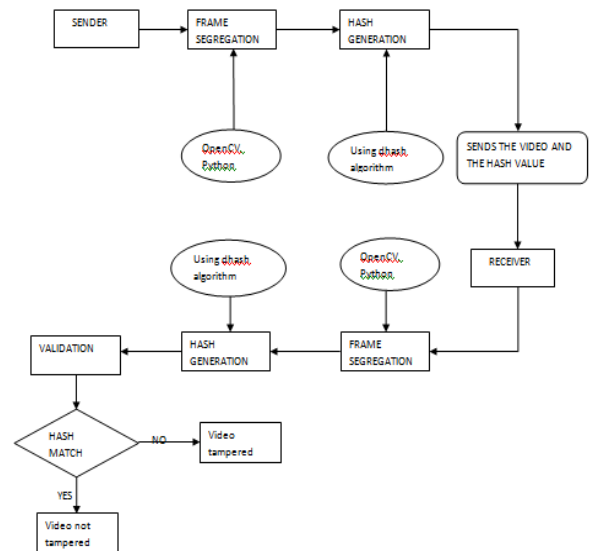 SENDER
FRAME
SEGREGATION
HASH
GENERATION
OpenCV,
Python
Using dhash
algorithm
SENDS THE VIDEO AND
THE HASH VALUE
RECEIVER
Using dhash
algorithm
OpenCV,
Python
FRAME
SEGREGATION
HASH
GENERATION
VALIDATION
HASH
MATCH
NO
Video
tampered
YES
Video not
tampered